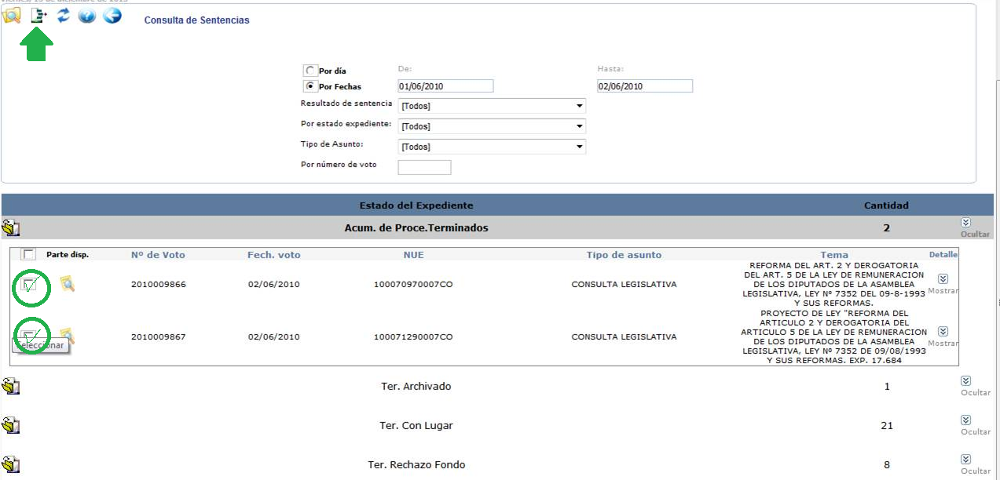 Viernes, 13 de diciembre de 2013
Consulta de Sentencias
Por día
De:
Hasta:
Por Fechas
01/06/2010
02/06/2010
Resultado de sentencia
[Todos]
Por estado expediente:
[Todos]
Tipo de Asunto:
[Todos]
Por número de voto
Estado del Expediente
Cantidad
Acum. de Proce.Terminados
2
Ocultar
Parte disp.
Nº de Voto
Fech. voto
NUE
Tipo de asunto
Tema
Detalle
2010009866
02/06/2010
100070970007CO
CONSULTA LEGISLATIVA
REFORMA DEL ART. 2 Y DEROGATORIA
DEL ART. 5 DE LA LEY DE REMUNERACION
DE LOS DIPUTADOS DE LA ASAMBLEA
LEGISLATIVA, LEY Nº 7352 DEL 09-8-1993
Y SUS REFORMAS.
Mostrar
2010009867
02/06/2010
100071290007CO
CONSULTA LEGISLATIVA
PROYECTO DE LEY "REFORMA DEL
ARTICULO 2 Y DEROGATORIA DEL
ARTICULO 5 DE LA LEY DE REMUNERACION
DE LOS DIPUTADOS DE LA ASAMBLEA
LEGISLATIVA, LEY Nº 7352 DE 09/08/1993
Y SUS REFORMAS. EXP. 17.684
Mostrar
Seleccionar
Ter. Archivado
1
Ocultar
Ter. Con Lugar
21
Ocultar
Ter. Rechazo Fondo
8
Ocultar